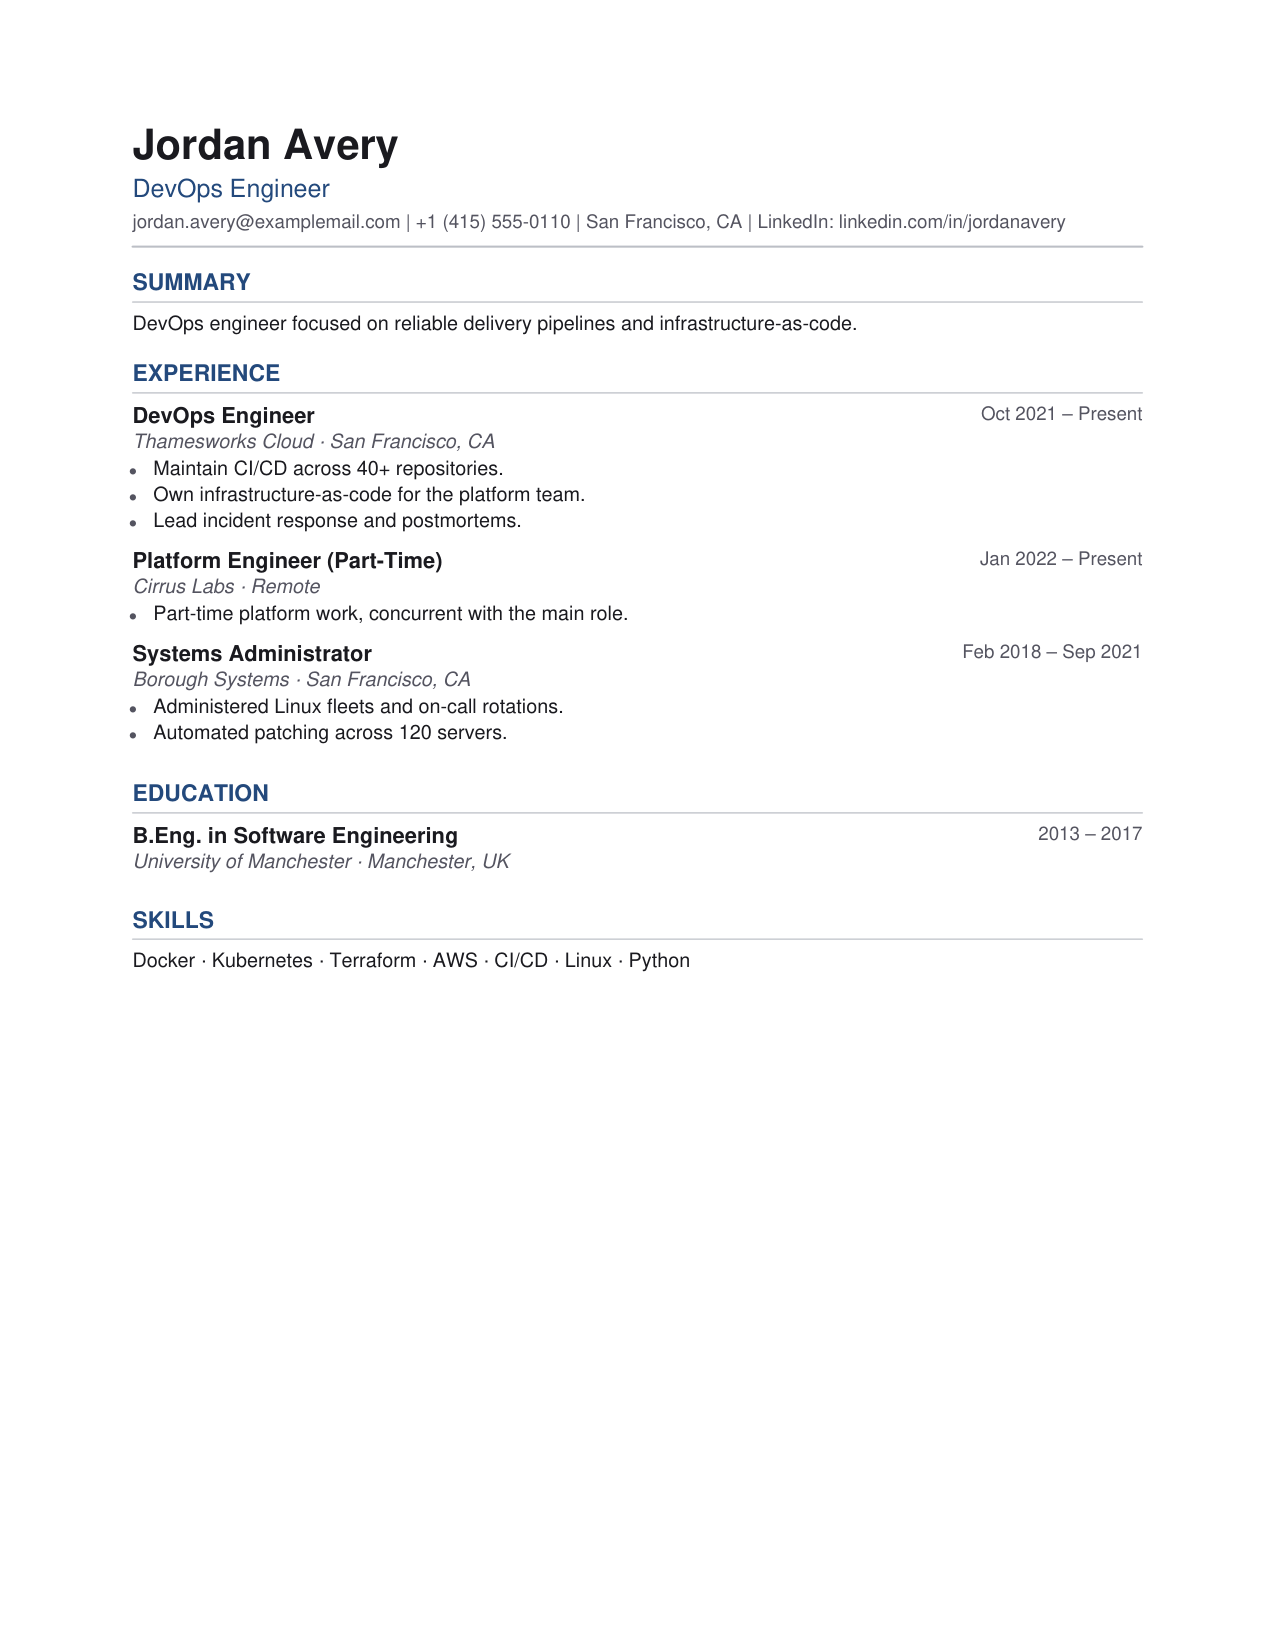 Jordan Avery
DevOps Engineer
jordan.avery@examplemail.com | +1 (415) 555-0110 | San Francisco, CA | LinkedIn: linkedin.com/in/jordanavery
SUMMARY
DevOps engineer focused on reliable delivery pipelines and infrastructure-as-code.
EXPERIENCE
DevOps Engineer Oct 2021 – Present
Thamesworks Cloud · San Francisco, CA
• Maintain CI/CD across 40+ repositories.
• Own infrastructure-as-code for the platform team.
• Lead incident response and postmortems.
Platform Engineer (Part-Time) Jan 2022 – Present
Cirrus Labs · Remote
• Part-time platform work, concurrent with the main role.
Systems Administrator Feb 2018 – Sep 2021
Borough Systems · San Francisco, CA
• Administered Linux fleets and on-call rotations.
• Automated patching across 120 servers.
EDUCATION
B.Eng. in Software Engineering 2013 – 2017
University of Manchester · Manchester, UK
SKILLS
Docker · Kubernetes · Terraform · AWS · CI/CD · Linux · Python